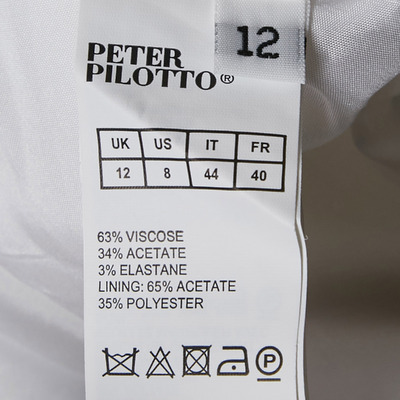 12
PETER
PILOTTO®
UK US IT FR
12 8 44 40
63% VISCOSE
34% ACETATE
3% ELASTANE
LINING: 65% ACETATE
35% POLYESTER
P